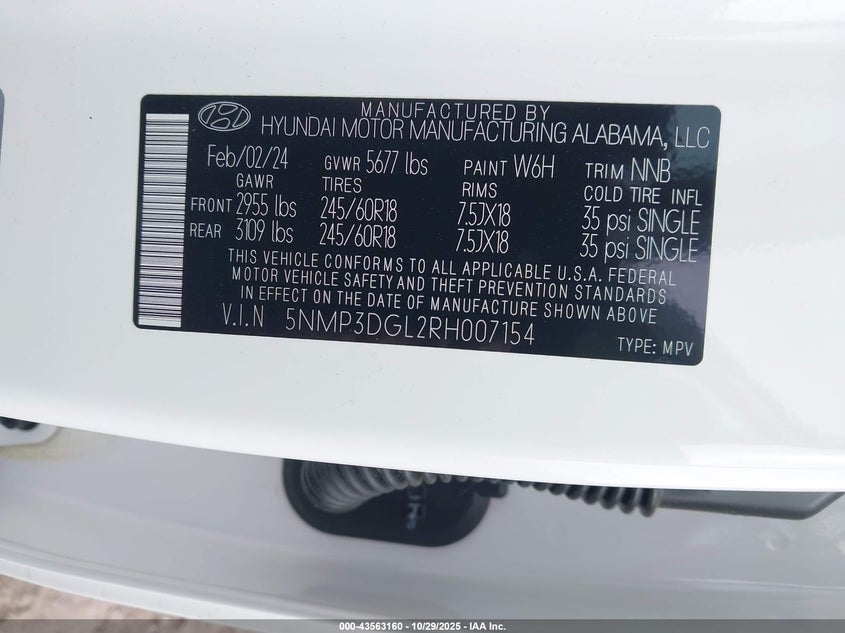 MANUFACTURED BY
HYUNDAI MOTOR MANUFACTURING ALABAMA, LLC
Feb/02/24 GVWR 5677 lbs PAINT W6H TRIM NNB
GAWR TIRES RIMS COLD TIRE INFL
FRONT 2955 lbs 245/60R18 7.5JX18 35 psi SINGLE
REAR 3109 lbs 245/60R18 7.5JX18 35 psi SINGLE
THIS VEHICLE CONFORMS TO ALL APPLICABLE U.S.A. FEDERAL
MOTOR VEHICLE SAFETY AND THEFT PREVENTION STANDARDS
IN EFFECT ON THE DATE OF MANUFACTURE SHOWN ABOVE.
V.I.N 5NMP3DGL2RH007154
TYPE: MPV
000-43563160 - 10/29/2025 - IAA Inc.